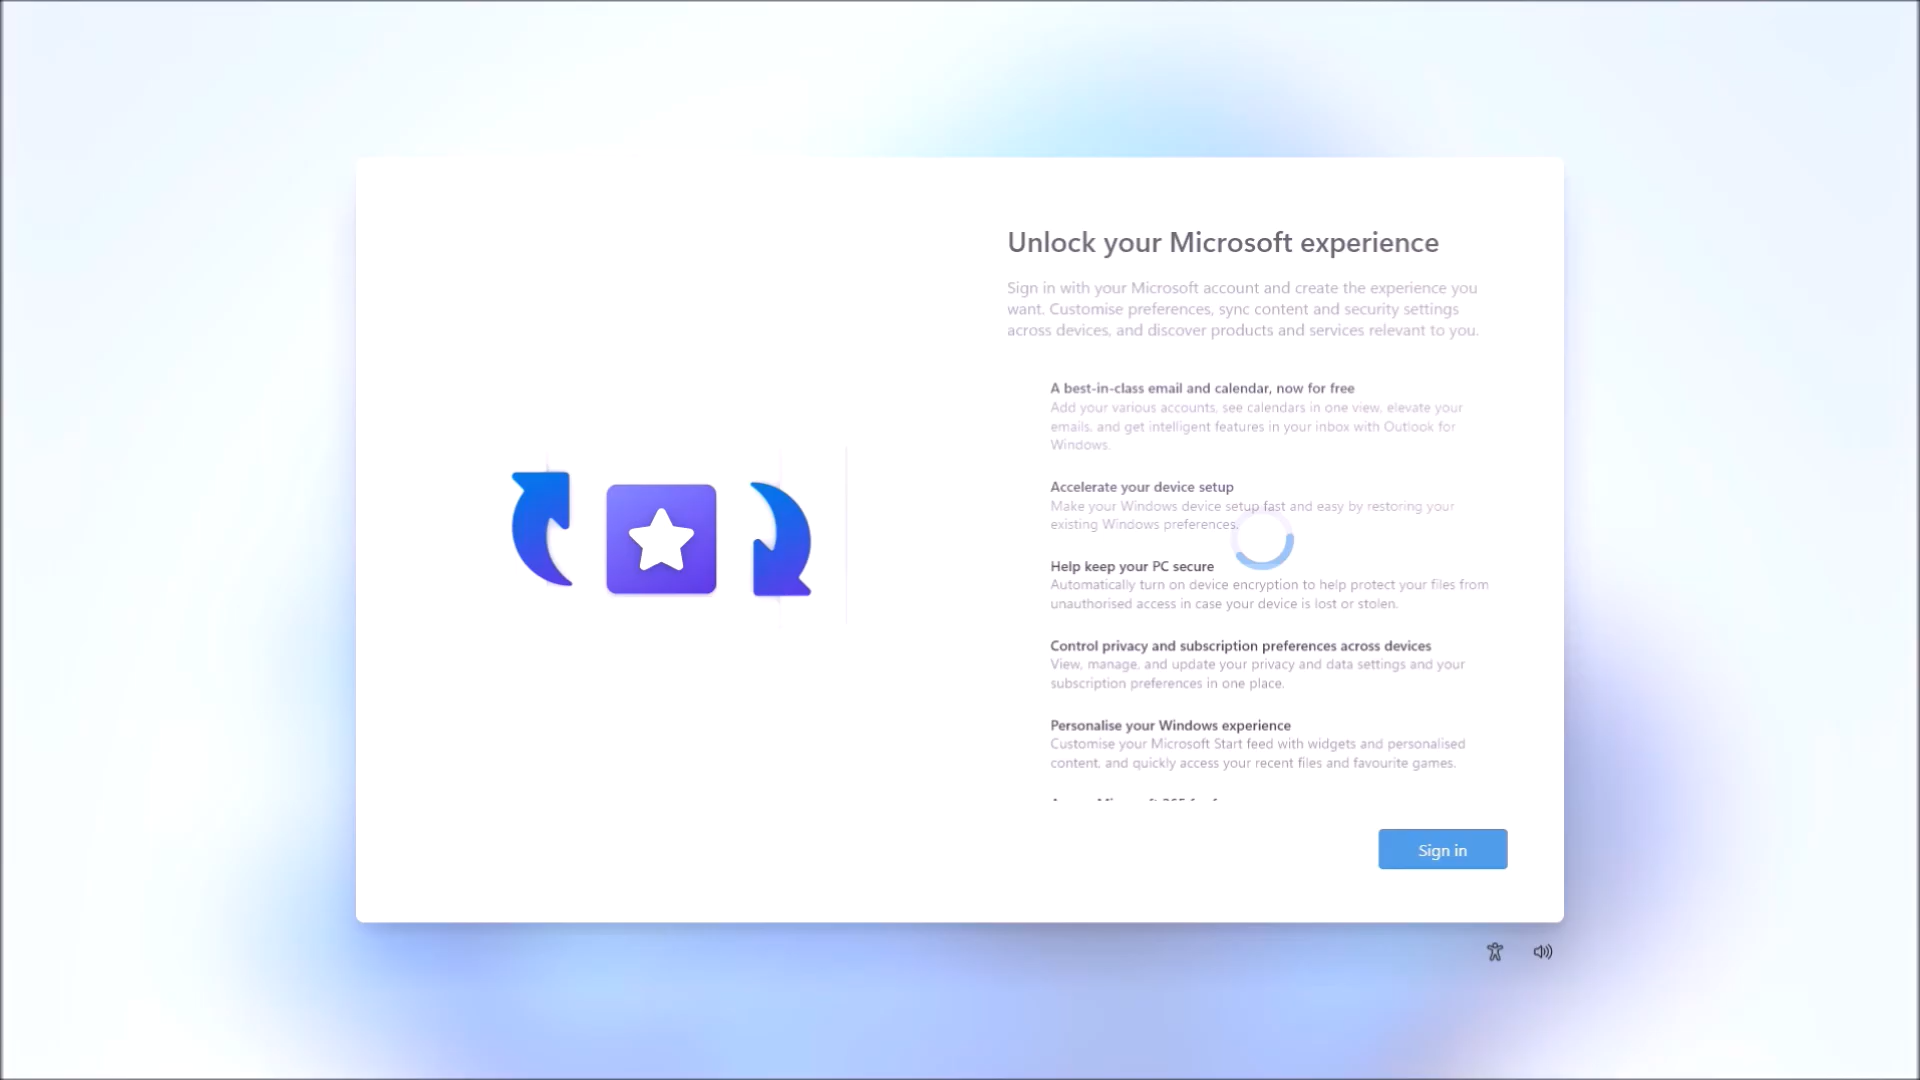 Unlock your Microsoft experience
Sign in with your Microsoft account and create the experience you
want. Customise preferences, sync content and security settings
across devices, and discover products and services relevant to you.
A best-in-class email and calendar, now for free
Add your various accounts, see calendars in one view, elevate your
emails, and get intelligent features in your inbox with Outlook for
Windows.
Accelerate your device setup
Make your Windows device setup fast and easy by restoring your
existing Windows preferences.
Help keep your PC secure
Automatically turn on device encryption to help protect your files from
unauthorised access in case your device is lost or stolen.
Control privacy and subscription preferences across devices
View, manage, and update your privacy and data settings and your
subscription preferences in one place.
Personalise your Windows experience
Customise your Microsoft Start feed with widgets and personalised
content, and quickly access your recent files and favourite games.
Sign in